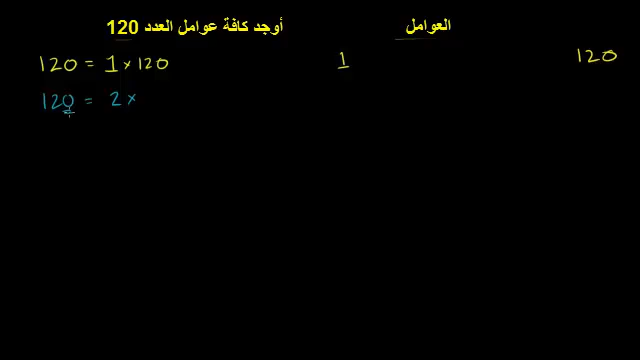 أوجد كافة عوامل العدد 120
العوامل
120 = 1 × 120
1 120
120 = 2 ×